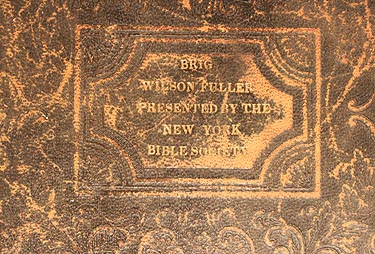 BRIG
WILSON FULLER
PRESENTED BY THE
NEW YORK
BIBLE SOCIETY